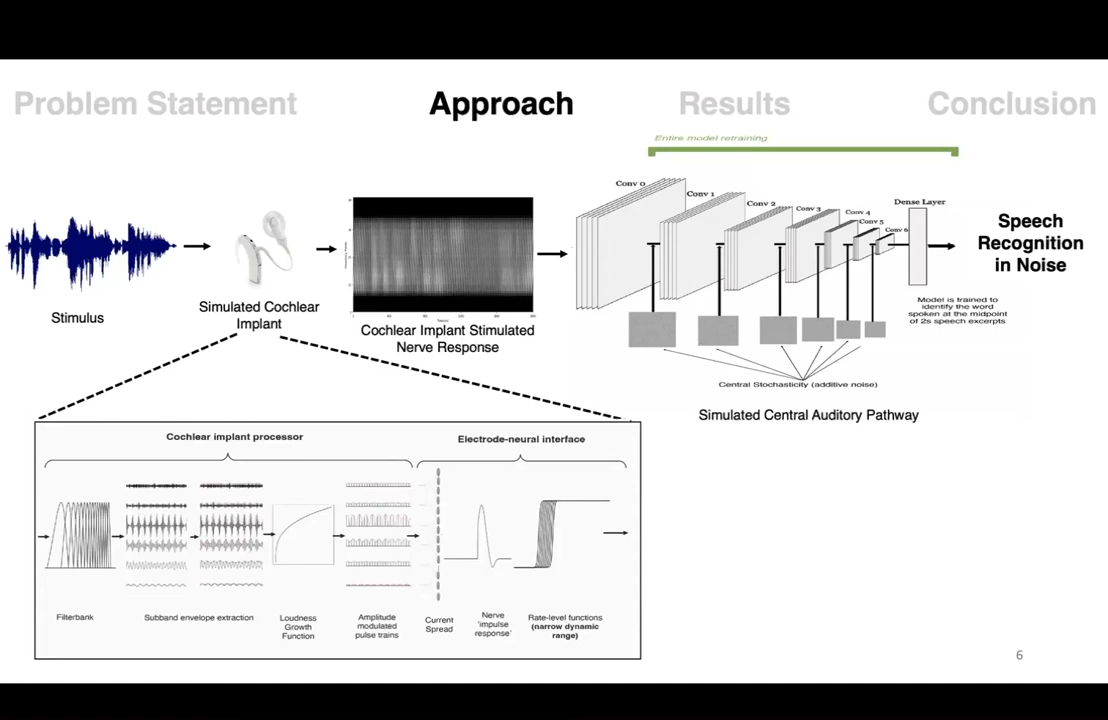 Problem Statement
Approach
Results
Conclusion
Entire model retraining
Conv 0
Conv 1
Conv 2
Conv 3
Conv 4
Conv 5
Conv 6
Dense Layer
Speech
Recognition
in Noise
Stimulus
Simulated Cochlear
Implant
Cochlear Implant Stimulated
Nerve Response
Model is trained to
identify the word
spoken at the midpoint
of 2s speech excerpts
Central Stochasticity (additive noise)
Simulated Central Auditory Pathway
Cochlear implant processor
Electrode-neural interface
Filterbank
Subband envelope extraction
Loudness
Growth
Function
Amplitude
modulated
pulse trains
Current
Spread
Nerve
'impulse
response'
Rate-level functions
(narrow dynamic
range)
6